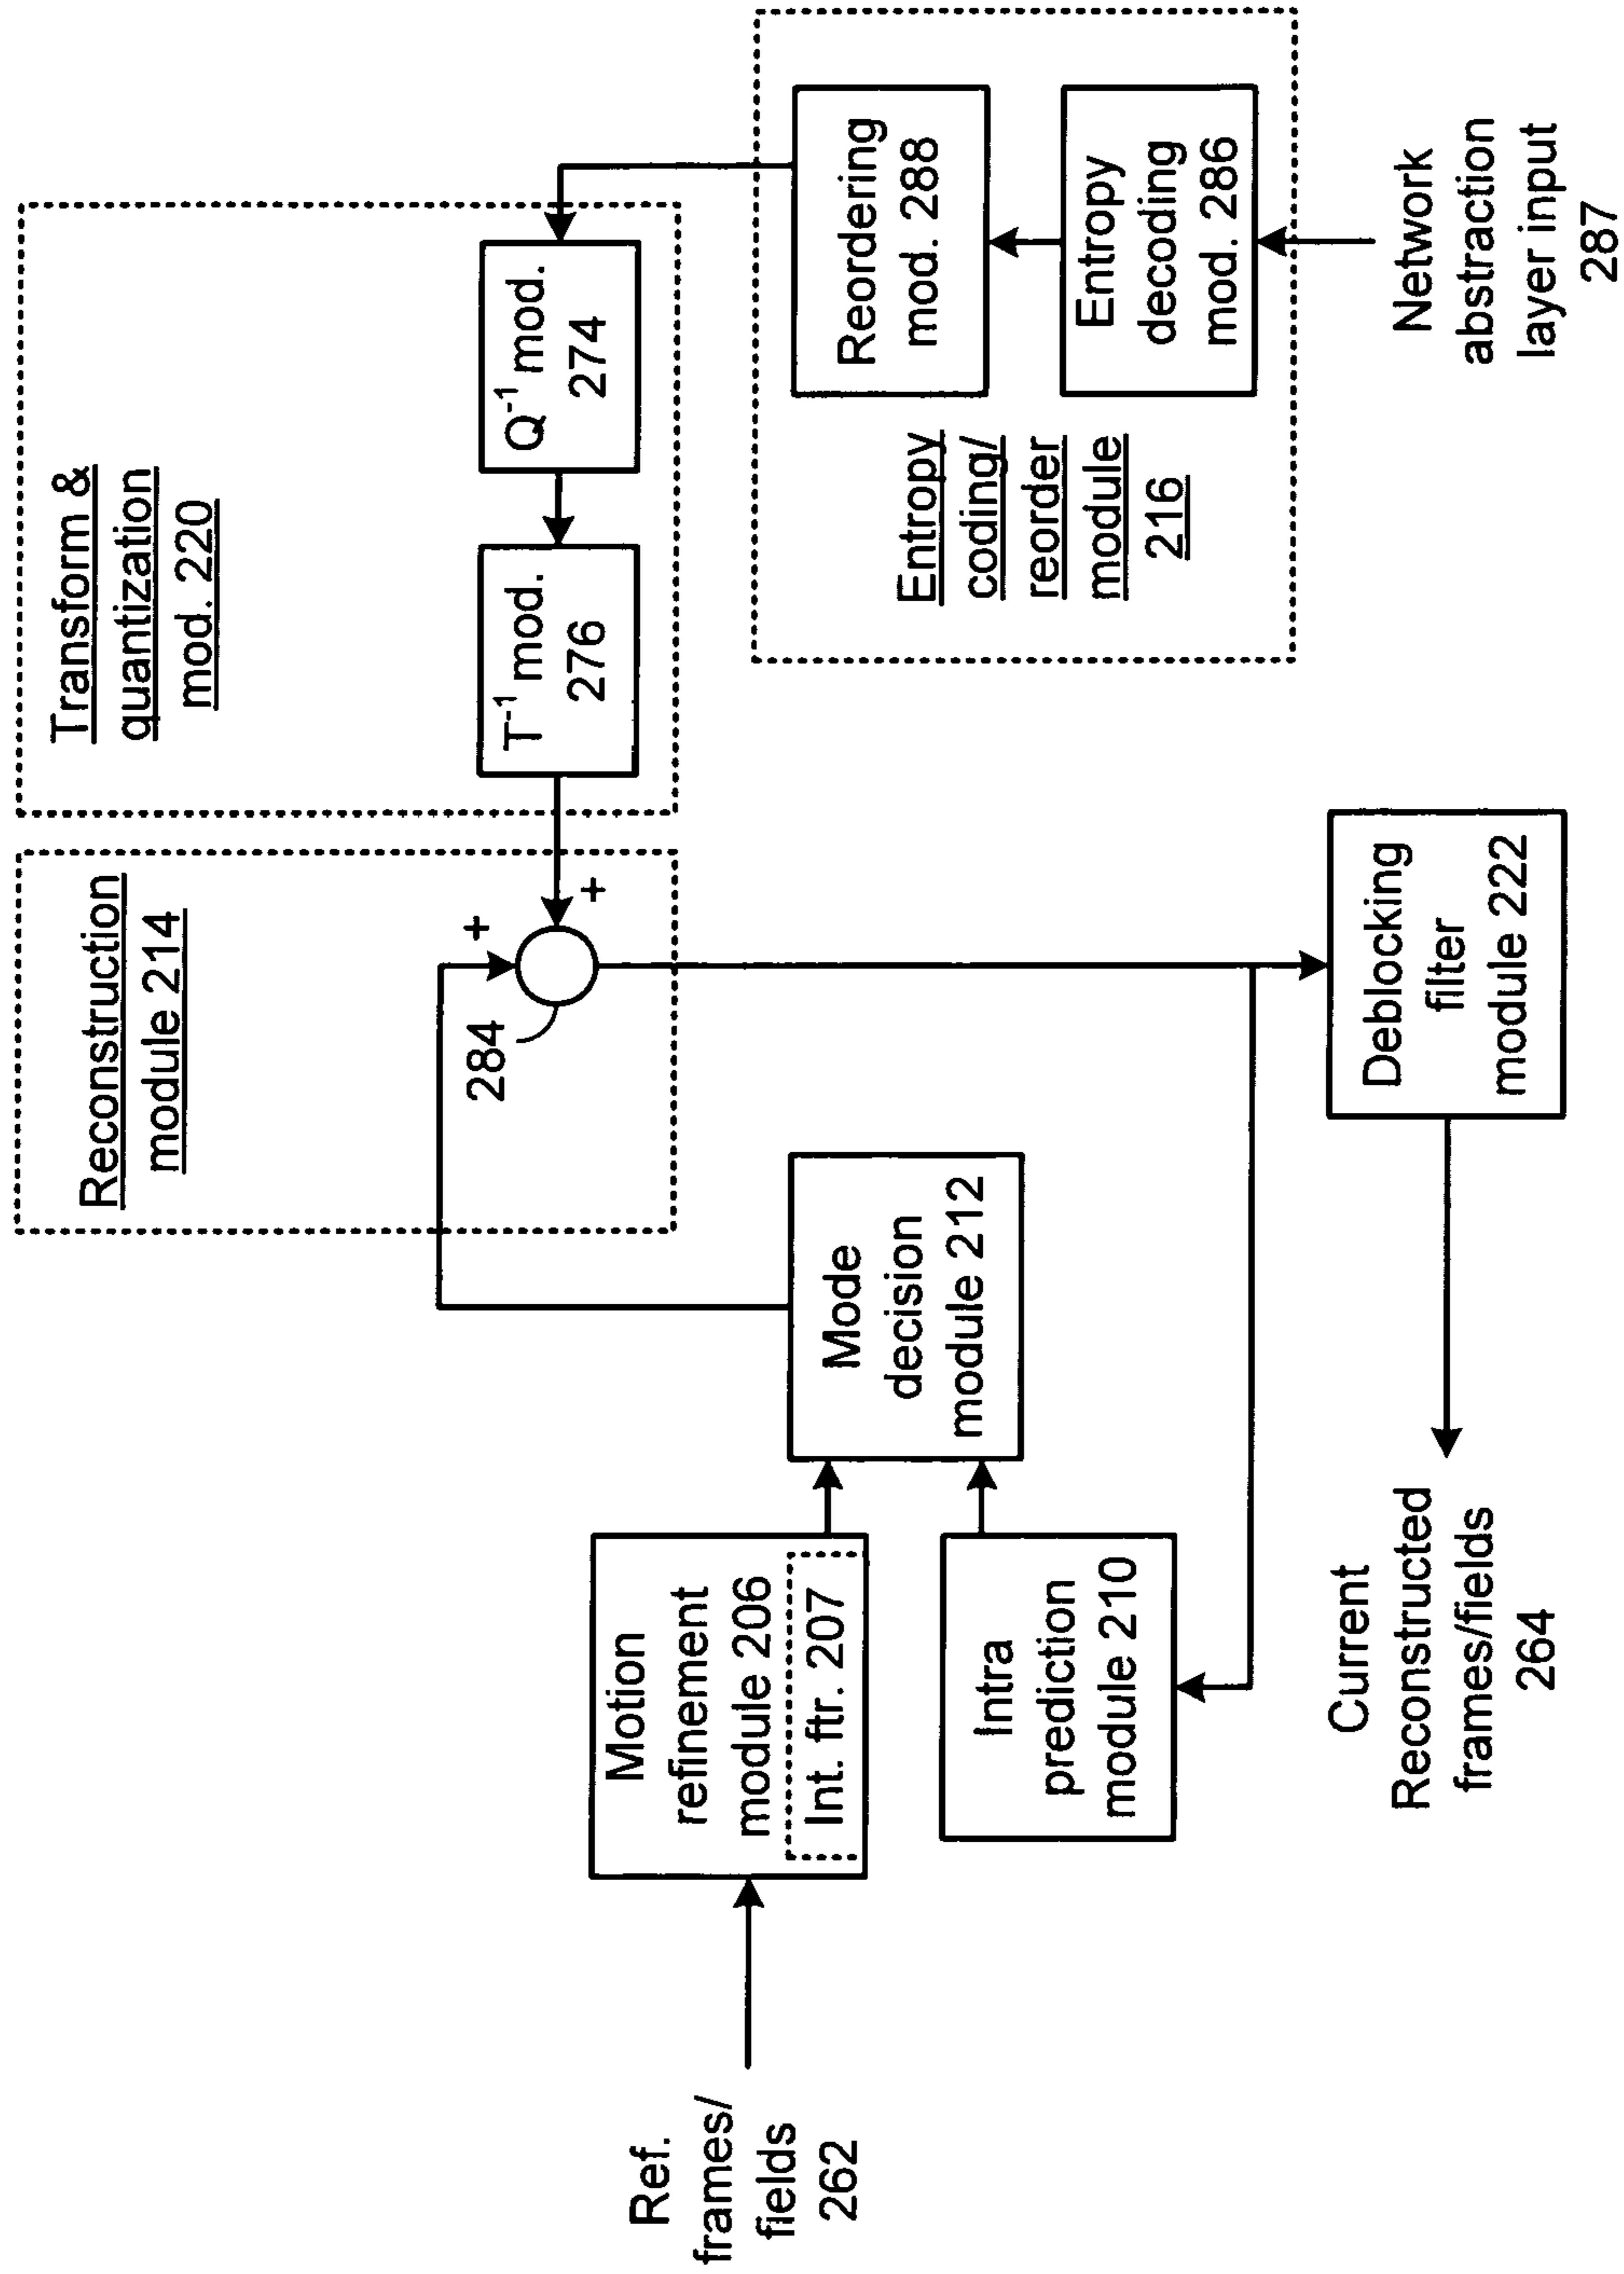 Transform &
quantization
mod. 220
Reconstruction
module 214
Q-1 mod.
274
T-1 mod.
276
+
+
284
Ref.
frames/
fields
262
Motion
refinement
module 206
Int. ftr. 207
Mode
decision
module 212
Intra
prediction
module 210
Reordering
mod. 288
Entropy
decoding
mod. 286
Entropy
coding/
reorder
module
216
Deblocking
filter
module 222
Current
Reconstructed
frames/fields
264
Network
abstraction
layer input
287